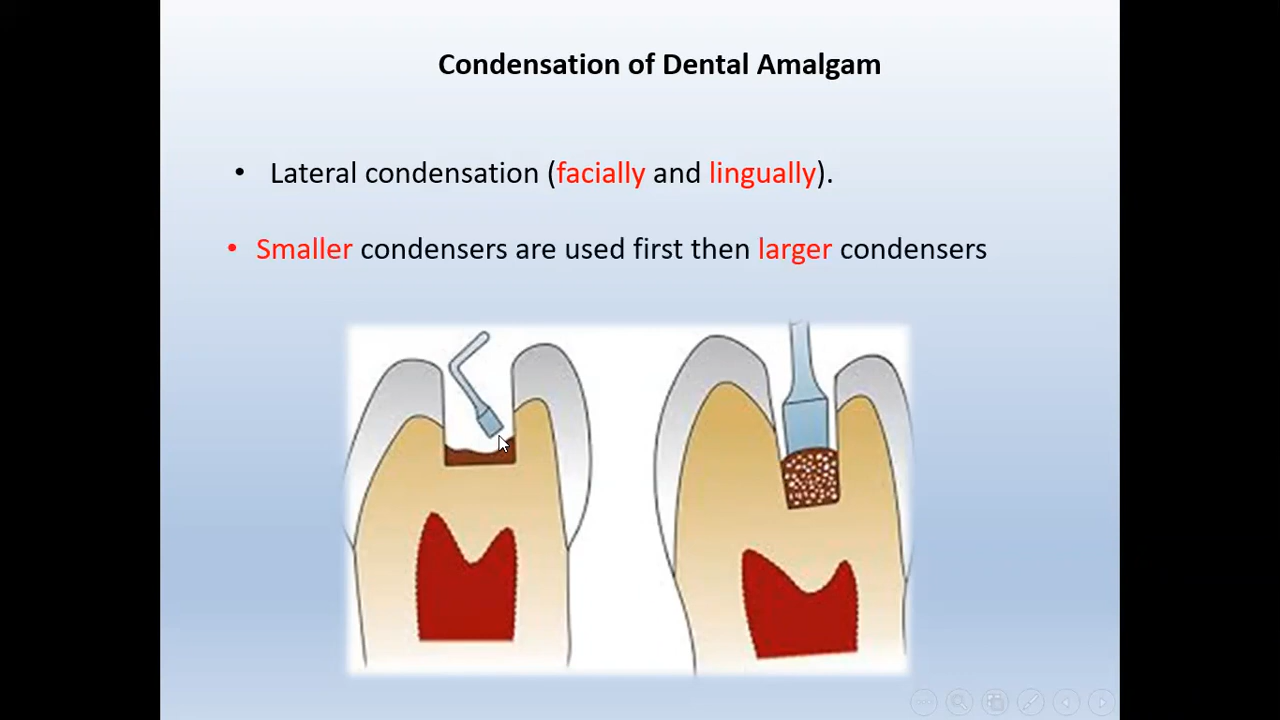 Condensation of Dental Amalgam
• Lateral condensation (facially and lingually).
• Smaller condensers are used first then larger condensers